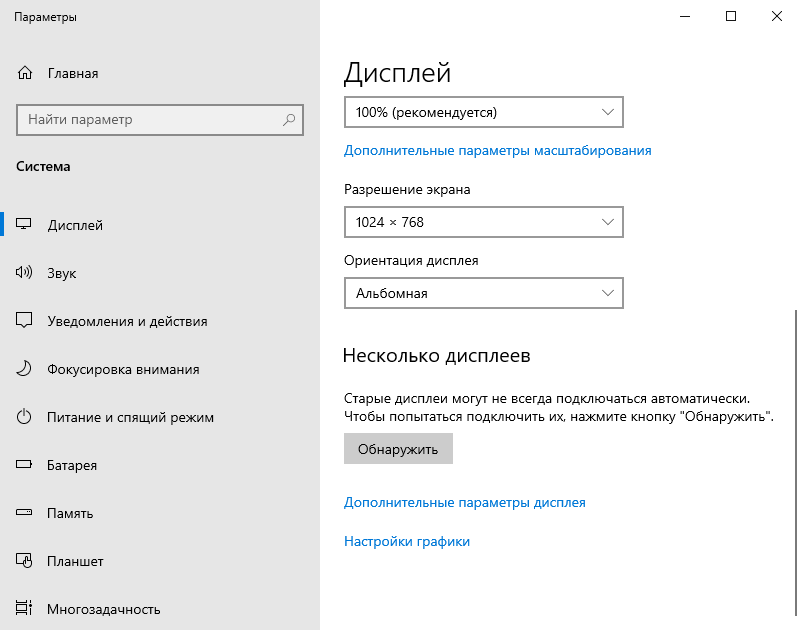 Параметры
Главная
Найти параметр
Система
Дисплей
Звук
Уведомления и действия
Фокусировка внимания
Питание и спящий режим
Батарея
Память
Планшет
Многозадачность
Дисплей
100% (рекомендуется)
Дополнительные параметры масштабирования
Разрешение экрана
1024 × 768
Ориентация дисплея
Альбомная
Несколько дисплеев
Старые дисплеи могут не всегда подключаться автоматически.
Чтобы попытаться подключить их, нажмите кнопку "Обнаружить".
Обнаружить
Дополнительные параметры дисплея
Настройки графики